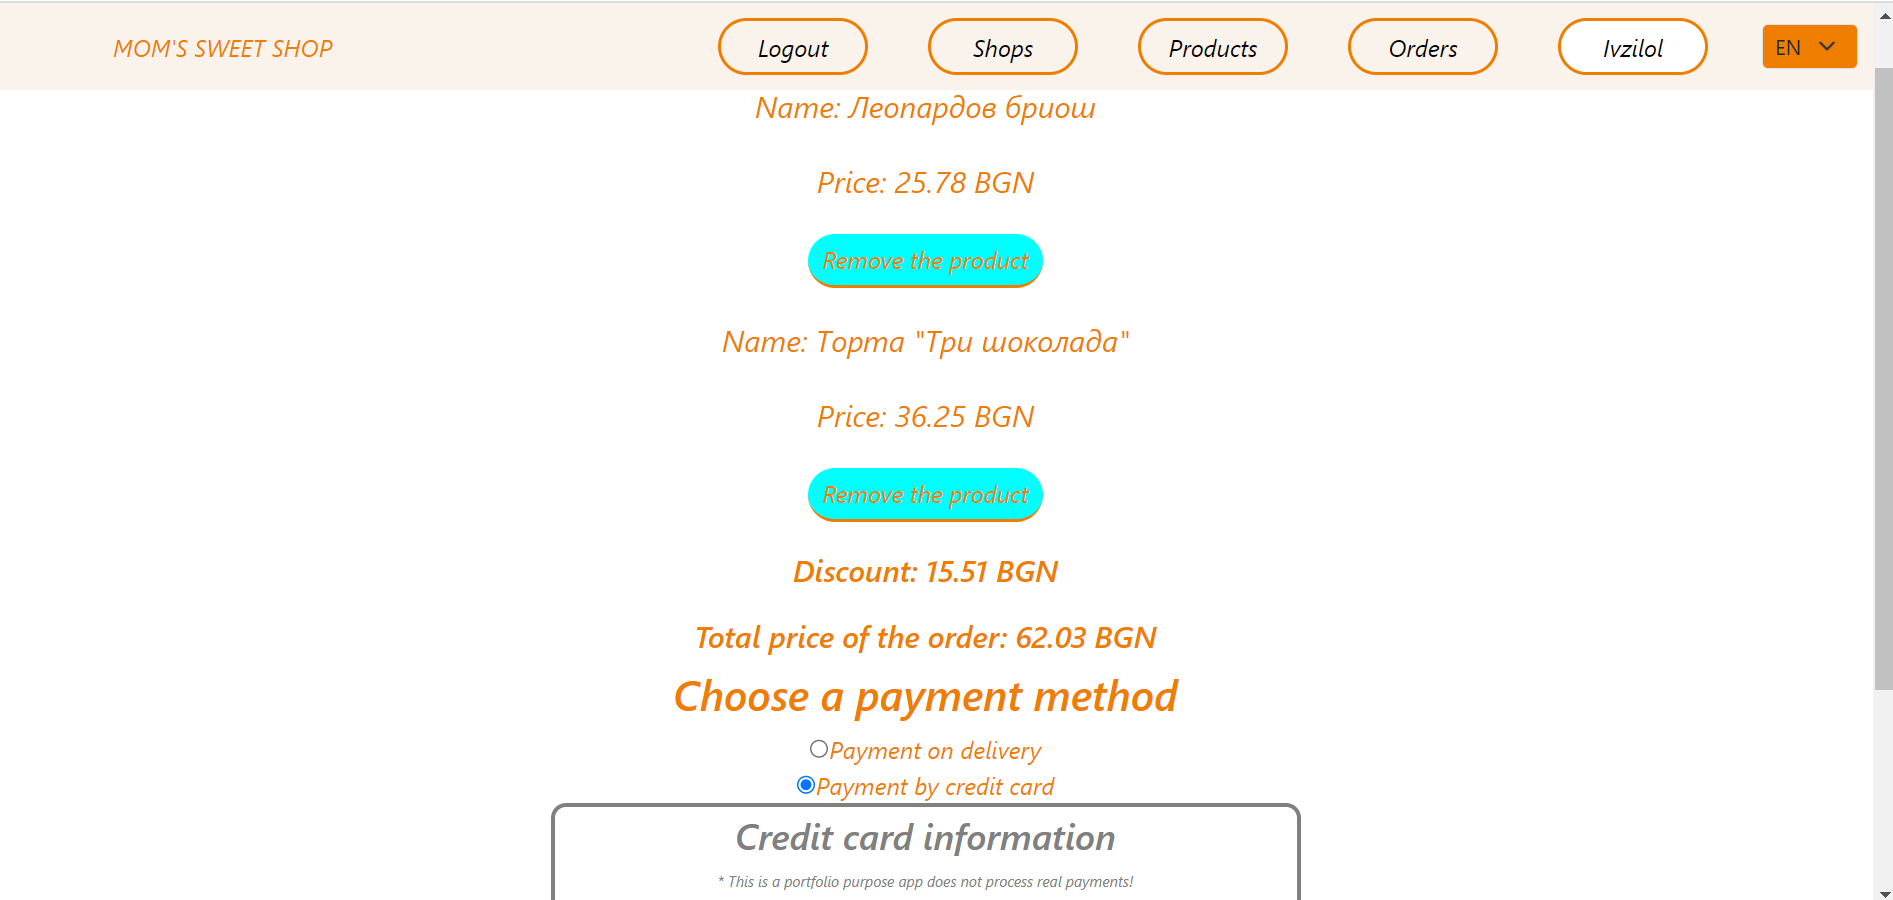 MOM'S SWEET SHOP
Logout
Shops
Products
Orders
Ivzilol
EN
Name: Леопардов бриош
Price: 25.78 BGN
Remove the product
Name: Торта "Три шоколада"
Price: 36.25 BGN
Remove the product
Discount: 15.51 BGN
Total price of the order: 62.03 BGN
Choose a payment method
Payment on delivery
Payment by credit card
Credit card information
* This is a portfolio purpose app does not process real payments!